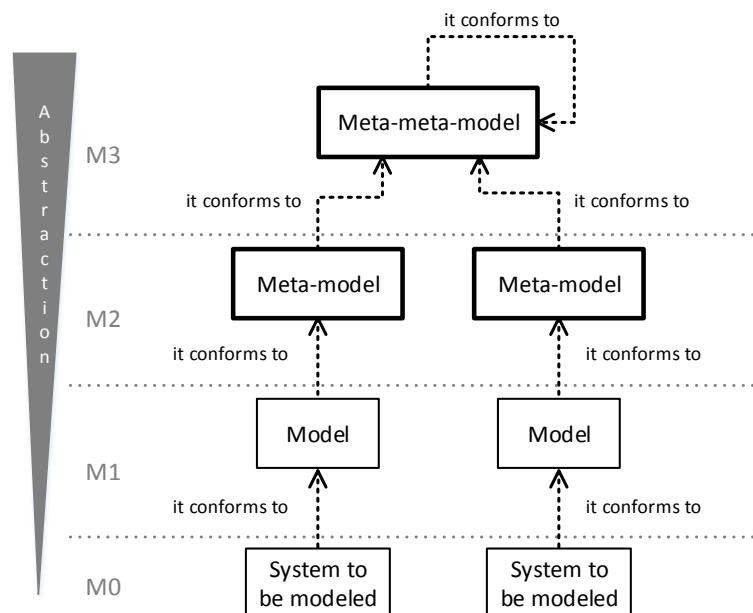 it conforms to
Abstraction
Meta-meta-model
M3
it conforms to
it conforms to
Meta-model
Meta-model
M2
it conforms to
it conforms to
Model
Model
M1
it conforms to
it conforms to
System to
be modeled
System to
be modeled
M0